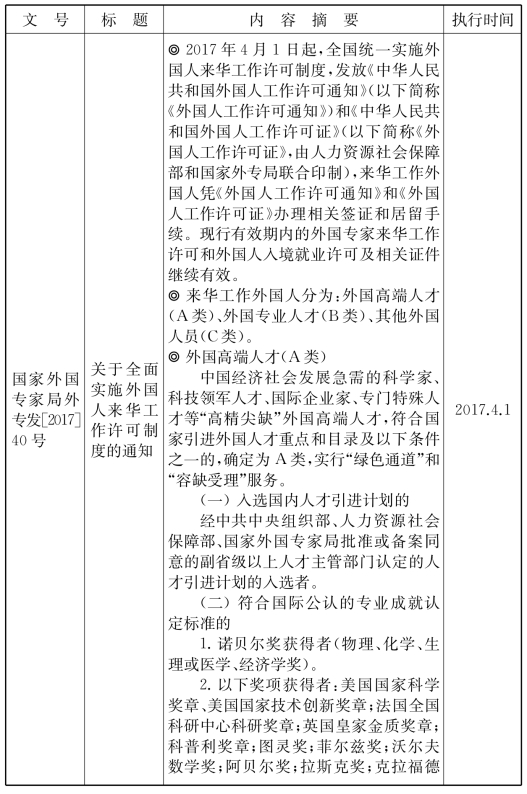 文 号 标 题 内 容 摘 要 执行时间
◎ 2017年4月1日起,全国统一实施外
国人来华工作许可制度,发放《中华人民
共和国外国人工作许可通知》(以下简称
《外国人工作许可通知》)和《中华人民共
和国外国人工作许可证》(以下简称《外
国人工作许可证》,由人力资源社会保障
部和国家外专局联合印制),来华工作外
国人凭《外国人工作许可通知》和《外国
人工作许可证》办理相关签证和居留手
续。现行有效期内的外国专家来华工作
许可和外国人入境就业许可及相关证件
继续有效。
◎ 来华工作外国人分为:外国高端人才
(A类)、外国专业人才(B类)、其他外国
人员(C类)。
◎ 外国高端人才(A类)
中国经济社会发展急需的科学家、
科技领军人才、国际企业家、专门特殊人
才等“高精尖缺”外国高端人才,符合国
家引进外国人才重点和目录及以下条件
之一的,确定为A类,实行“绿色通道”和
“容缺受理”服务。
(一)入选国内人才引进计划的
经中共中央组织部、人力资源社会
保障部、国家外国专家局批准或备案同
意的副省级以上人才主管部门认定的人
才引进计划的入选者。
(二)符合国际公认的专业成就认
定标准的
1. 诺贝尔奖获得者(物理、化学、生
理或医学、经济学奖)。
2. 以下奖项获得者:美国国家科学
奖章、美国国家技术创新奖章;法国全国
科研中心科研奖章;英国皇家金质奖章;
科普利奖章;图灵奖;菲尔兹奖;沃尔夫
数学奖;阿贝尔奖;拉斯克奖;克拉福德
国家外国
专家局外
专发[2017]
40号
关于全面
实施外国
人来华工
作许可制
度的通知
2017.4.1